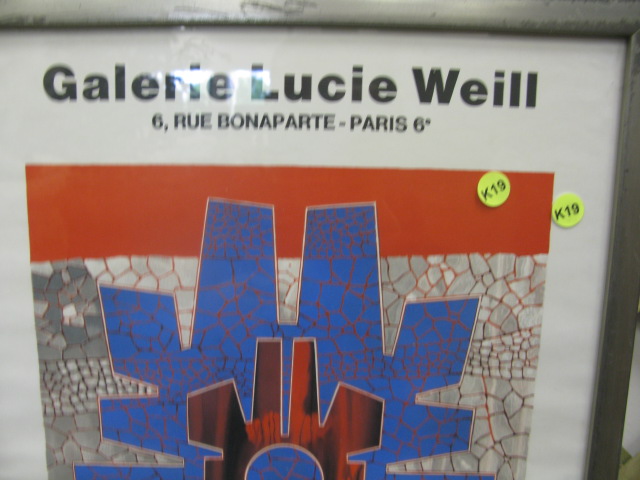 Galerie Lucie Weill
6, RUE BONAPARTE - PARIS 6e
K19
K19